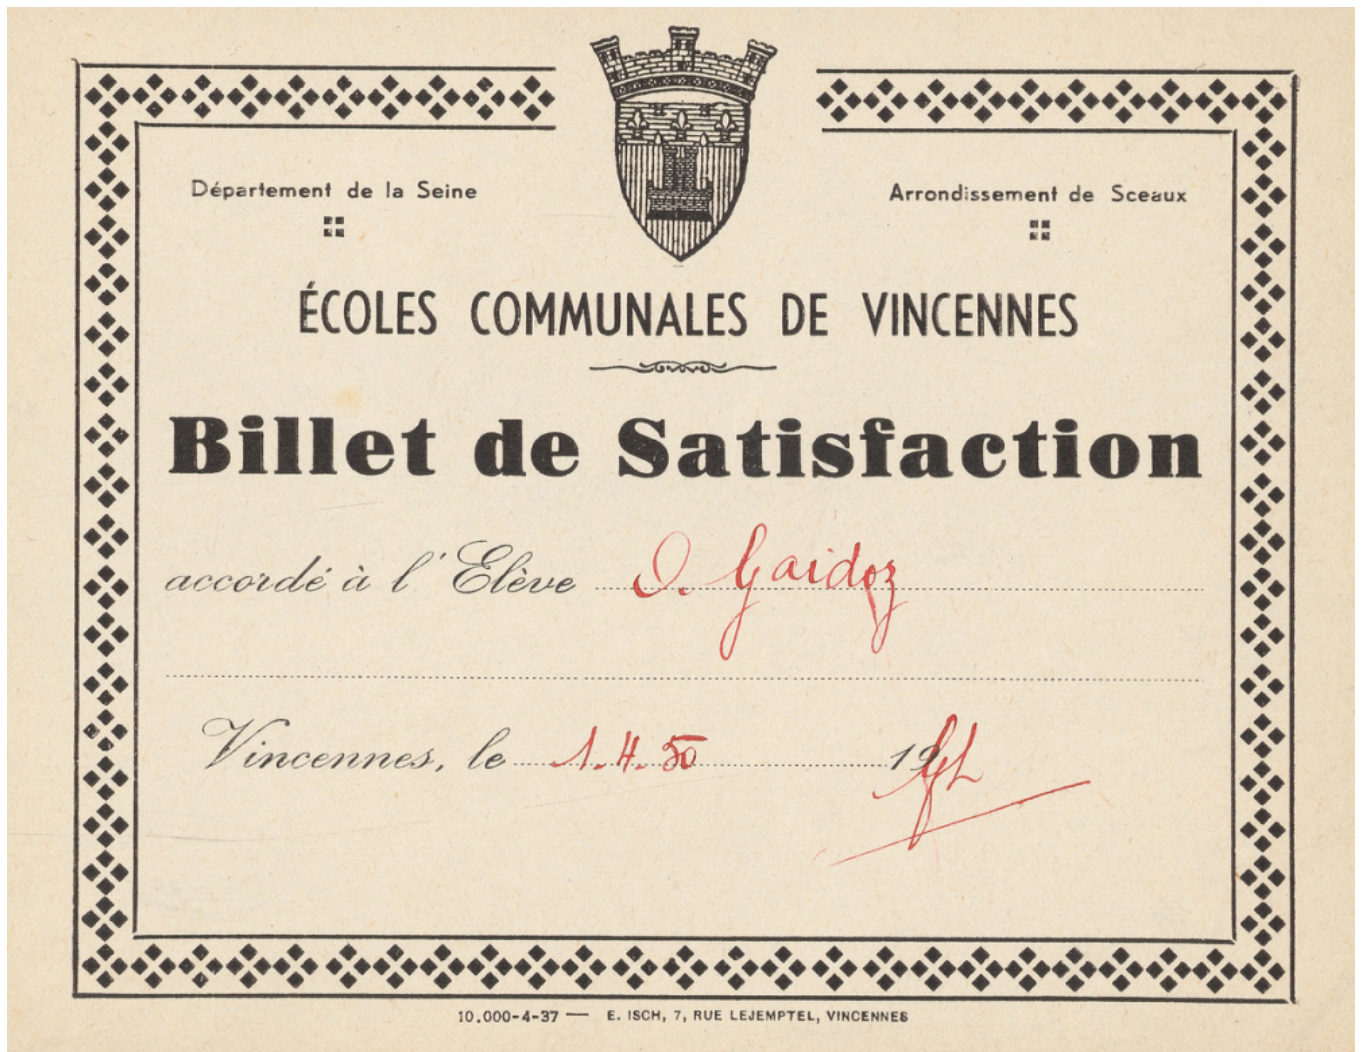 Département de la Seine
Arrondissement de Sceaux
ÉCOLES COMMUNALES DE VINCENNES
Billet de Satisfaction
accordé à l'Elève O. Gaidoz
Vincennes, le 1.4.50 19
10.000-4-37 — E. ISCH, 7, RUE LEJEMPTEL, VINCENNES